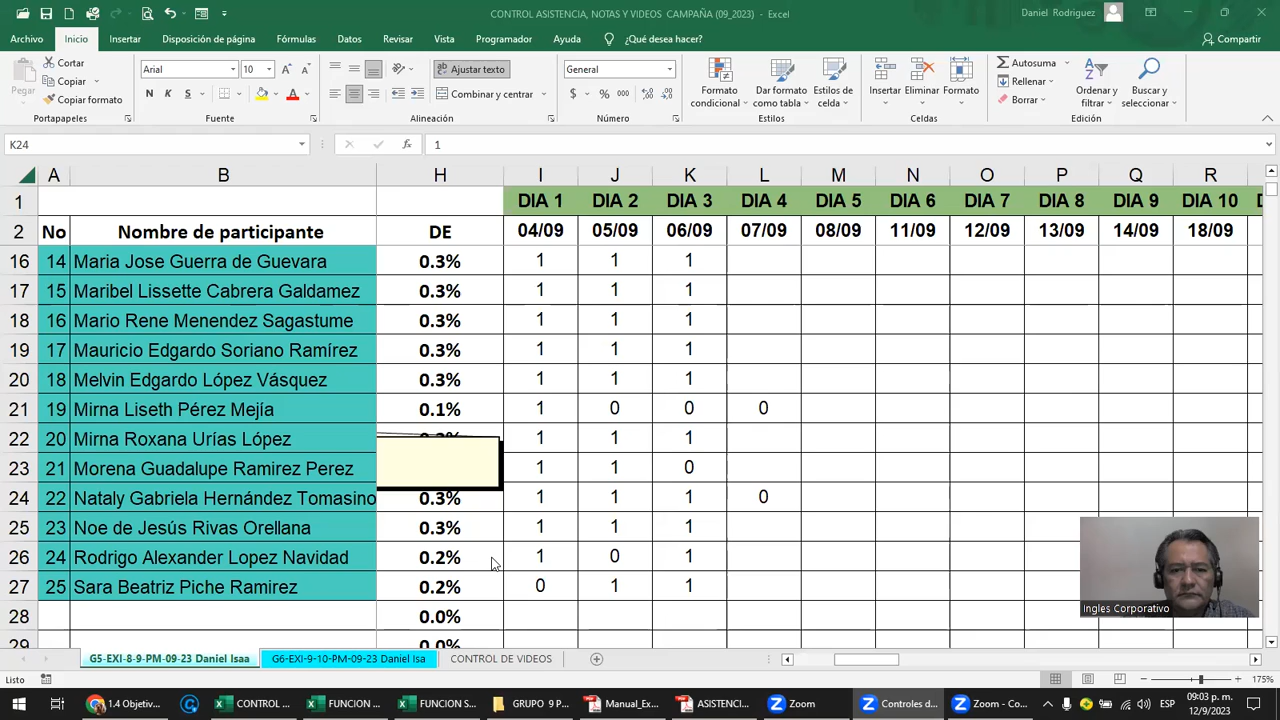 CONTROL ASISTENCIA, NOTAS Y VIDEOS CAMPAÑA (09_2023) - Excel
Daniel Rodriguez
Archivo Inicio Insertar Disposición de página Fórmulas Datos Revisar Vista Programador Ayuda ¿Qué desea hacer? Compartir
Pegar
Cortar
Copiar
Copiar formato
Arial 10
N K S
Ajustar texto
Combinar y centrar
General
$ % 000
Formato condicional
Dar formato como tabla
Estilos de celda
Insertar Eliminar Formato
Autosuma
Rellenar
Borrar
Ordenar y filtrar
Buscar y seleccionar
Portapapeles Fuente Alineación Número Estilos Celdas Edición
K24 fx 1
A B H I J K L M N O P Q R
1 DIA 1 DIA 2 DIA 3 DIA 4 DIA 5 DIA 6 DIA 7 DIA 8 DIA 9 DIA 10
2 No Nombre de participante DE 04/09 05/09 06/09 07/09 08/09 11/09 12/09 13/09 14/09 18/09
16 14 Maria Jose Guerra de Guevara 0.3% 1 1 1
17 15 Maribel Lissette Cabrera Galdamez 0.3% 1 1 1
18 16 Mario Rene Menendez Sagastume 0.3% 1 1 1
19 17 Mauricio Edgardo Soriano Ramírez 0.3% 1 1 1
20 18 Melvin Edgardo López Vásquez 0.3% 1 1 1
21 19 Mirna Liseth Pérez Mejía 0.1% 1 0 0 0
22 20 Mirna Roxana Urías López 1 1 1
23 21 Morena Guadalupe Ramirez Perez 1 1 0
24 22 Nataly Gabriela Hernández Tomasino 0.3% 1 1 1 0
25 23 Noe de Jesús Rivas Orellana 0.3% 1 1 1
26 24 Rodrigo Alexander Lopez Navidad 0.2% 1 0 1
27 25 Sara Beatriz Piche Ramirez 0.2% 0 1 1
28 0.0%
29 0.0%
Ingles Corporativo
G5-EXI-8-9-PM-09-23 Daniel Isaa G6-EXI-9-10-PM-09-23 Daniel Isa CONTROL DE VIDEOS
Listo 175%
1.4 Objetiv... CONTROL ... FUNCION ... FUNCION S... GRUPO 9 P... Manual_Ex... ASISTENCI... Zoom Controles d... Zoom - Co... ESP
09:03 p. m.
12/9/2023